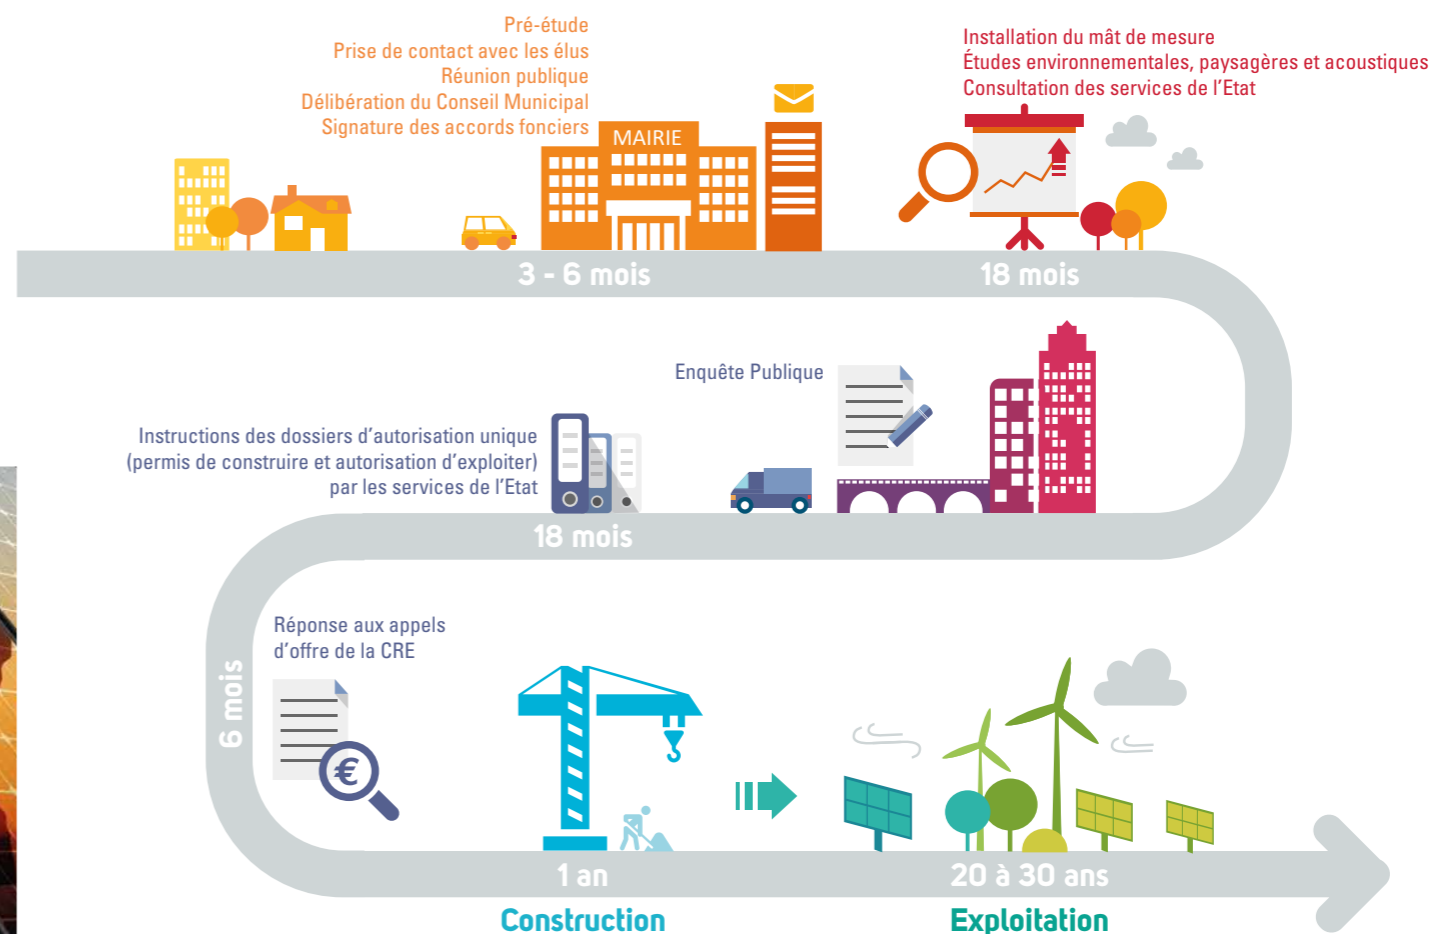 Pré-étude
Prise de contact avec les élus
Réunion publique
Délibération du Conseil Municipal
Signature des accords fonciers
MAIRIE
Installation du mât de mesure
Études environnementales, paysagères et acoustiques
Consultation des services de l'Etat
3 - 6 mois
18 mois
Enquête Publique
Instructions des dossiers d'autorisation unique
(permis de construire et autorisation d'exploiter)
par les services de l'Etat
18 mois
Réponse aux appels
d'offre de la CRE
6 mois
€
1 an
20 à 30 ans
Construction
Exploitation